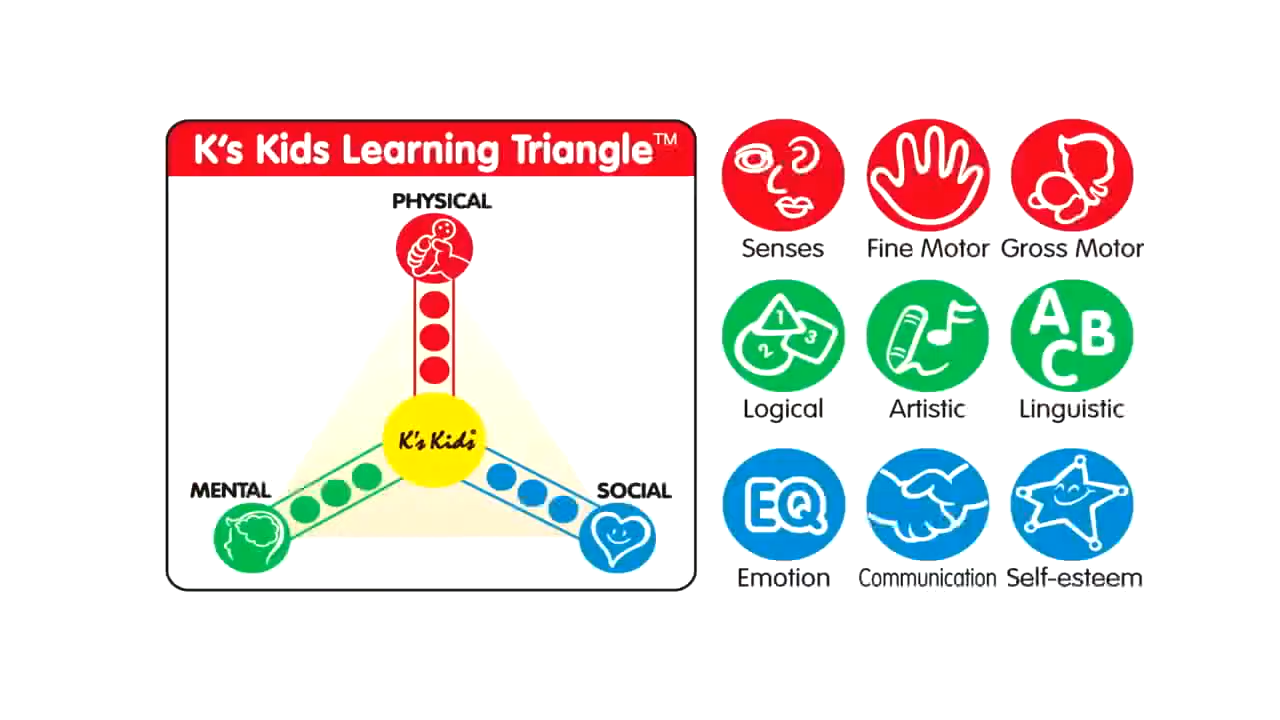 K's Kids Learning Triangle™
PHYSICAL
K's Kids®
MENTAL
SOCIAL
Senses Fine Motor Gross Motor
1
2 3
A
B
C
Logical Artistic Linguistic
EQ
Emotion Communication Self-esteem